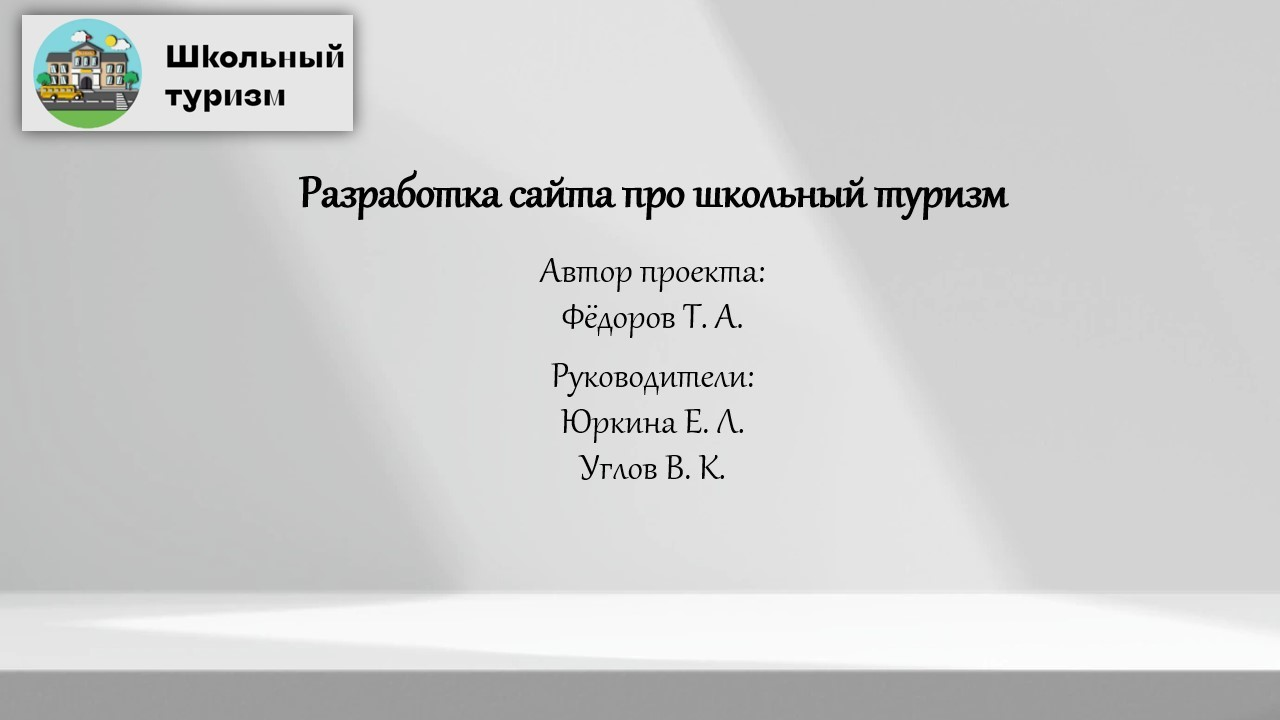 Школьный
туризм
Разработка сайта про школьный туризм
Автор проекта:
Фёдоров Т. А.
Руководители:
Юркина Е. Л.
Углов В. К.